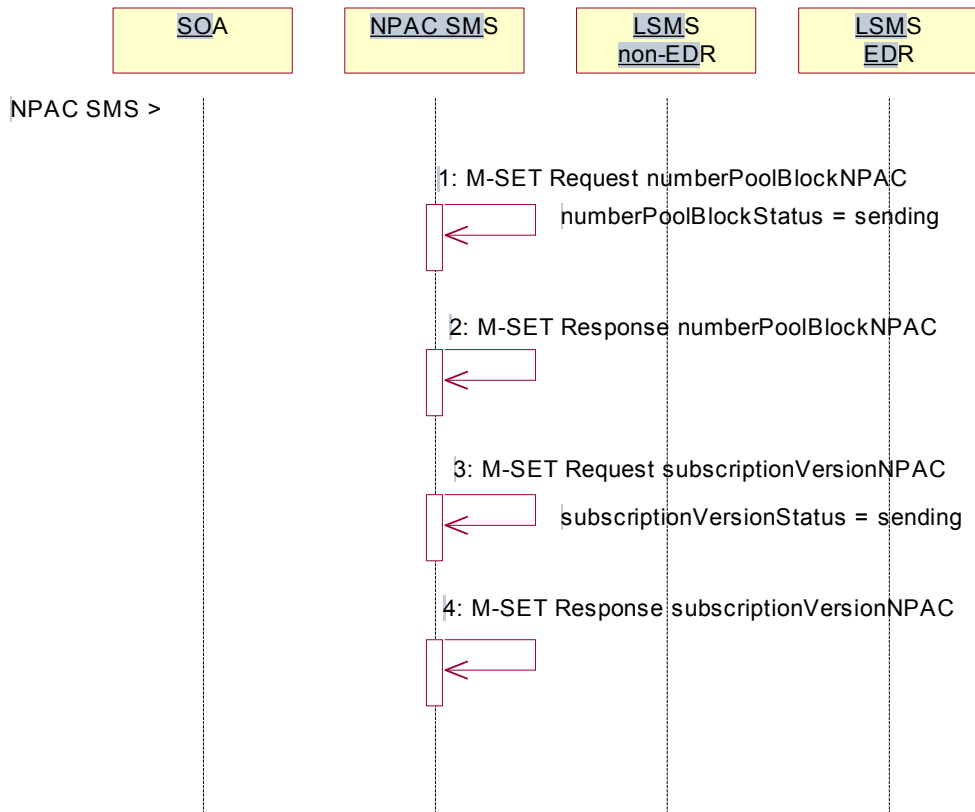 SOA
NPAC SMS
LSMS
non-EDR
LSMS
EDR
NPAC SMS >
1: M-SET Request numberPoolBlockNPAC
numberPoolBlockStatus = sending
2: M-SET Response numberPoolBlockNPAC
3: M-SET Request subscriptionVersionNPAC
subscriptionVersionStatus = sending
4: M-SET Response subscriptionVersionNPAC